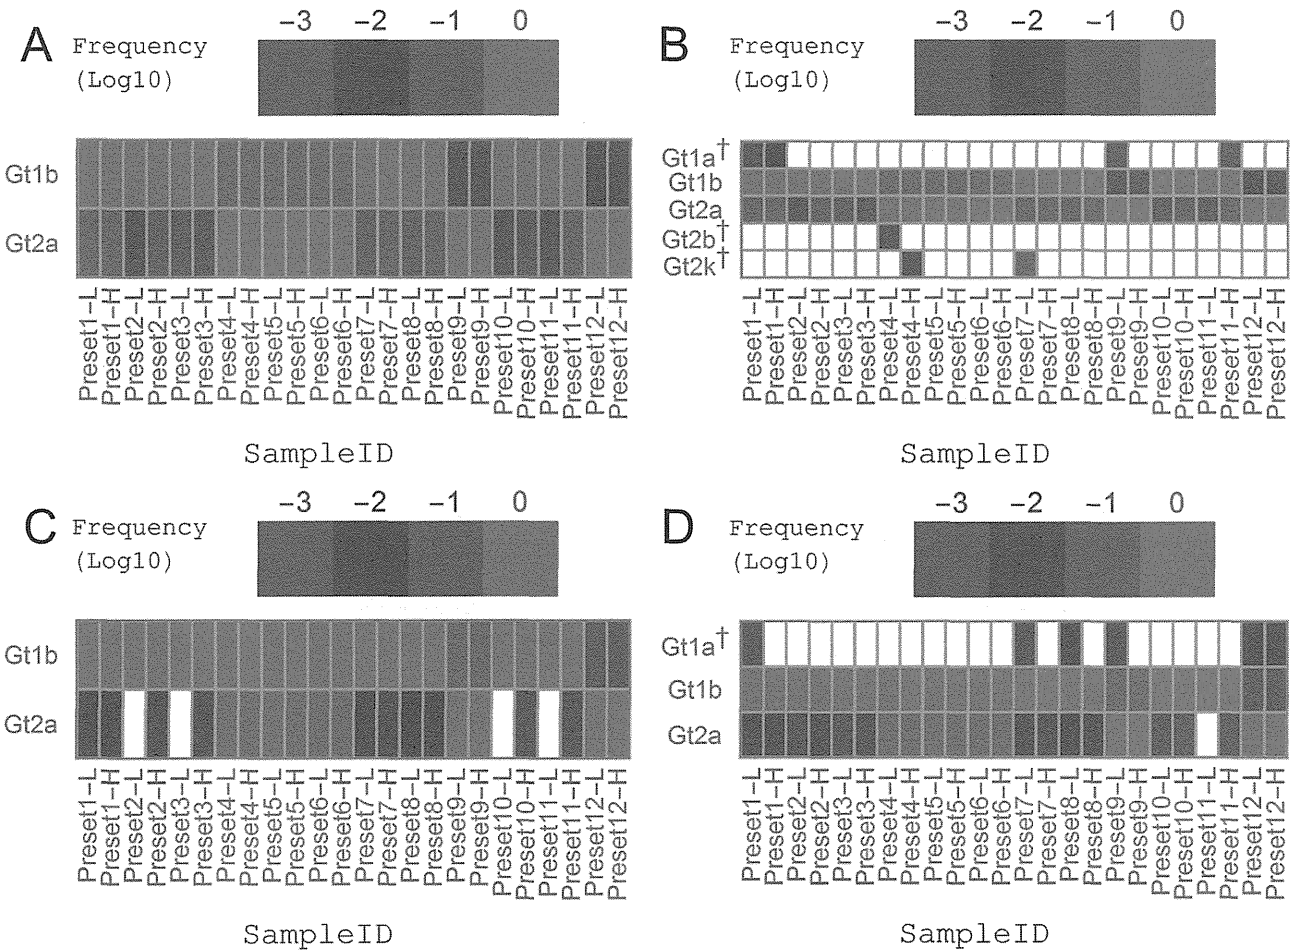 A
Frequency
(Log10)
−3 −2 −1 0
Gt1b
Gt2a
Preset1−L
Preset1−H
Preset2−L
Preset2−H
Preset3−L
Preset3−H
Preset4−L
Preset4−H
Preset5−L
Preset5−H
Preset6−L
Preset6−H
Preset7−L
Preset7−H
Preset8−L
Preset8−H
Preset9−L
Preset9−H
Preset10−L
Preset10−H
Preset11−L
Preset11−H
Preset12−L
Preset12−H
SampleID
B
Frequency
(Log10)
−3 −2 −1 0
Gt1a†
Gt1b
Gt2a
Gt2b†
Gt2k†
Preset1−L
Preset1−H
Preset2−L
Preset2−H
Preset3−L
Preset3−H
Preset4−L
Preset4−H
Preset5−L
Preset5−H
Preset6−L
Preset6−H
Preset7−L
Preset7−H
Preset8−L
Preset8−H
Preset9−L
Preset9−H
Preset10−L
Preset10−H
Preset11−L
Preset11−H
Preset12−L
Preset12−H
SampleID
C
Frequency
(Log10)
−3 −2 −1 0
Gt1b
Gt2a
Preset1−L
Preset1−H
Preset2−L
Preset2−H
Preset3−L
Preset3−H
Preset4−L
Preset4−H
Preset5−L
Preset5−H
Preset6−L
Preset6−H
Preset7−L
Preset7−H
Preset8−L
Preset8−H
Preset9−L
Preset9−H
Preset10−L
Preset10−H
Preset11−L
Preset11−H
Preset12−L
Preset12−H
SampleID
D
Frequency
(Log10)
−3 −2 −1 0
Gt1a†
Gt1b
Gt2a
Preset1−L
Preset1−H
Preset2−L
Preset2−H
Preset3−L
Preset3−H
Preset4−L
Preset4−H
Preset5−L
Preset5−H
Preset6−L
Preset6−H
Preset7−L
Preset7−H
Preset8−L
Preset8−H
Preset9−L
Preset9−H
Preset10−L
Preset10−H
Preset11−L
Preset11−H
Preset12−L
Preset12−H
SampleID